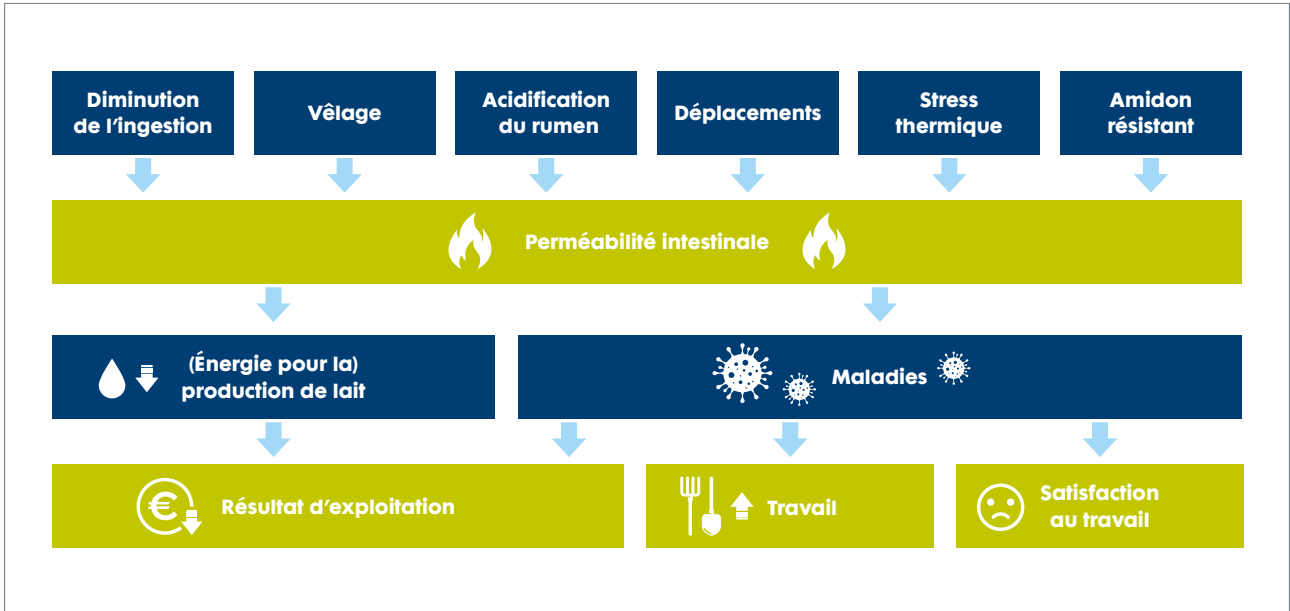 Diminution
de l'ingestion
Vêlage
Acidification
du rumen
Déplacements
Stress
thermique
Amidon
résistant
Perméabilité intestinale
(Énergie pour la)
production de lait
Maladies
€
Résultat d'exploitation
Travail
Satisfaction
au travail